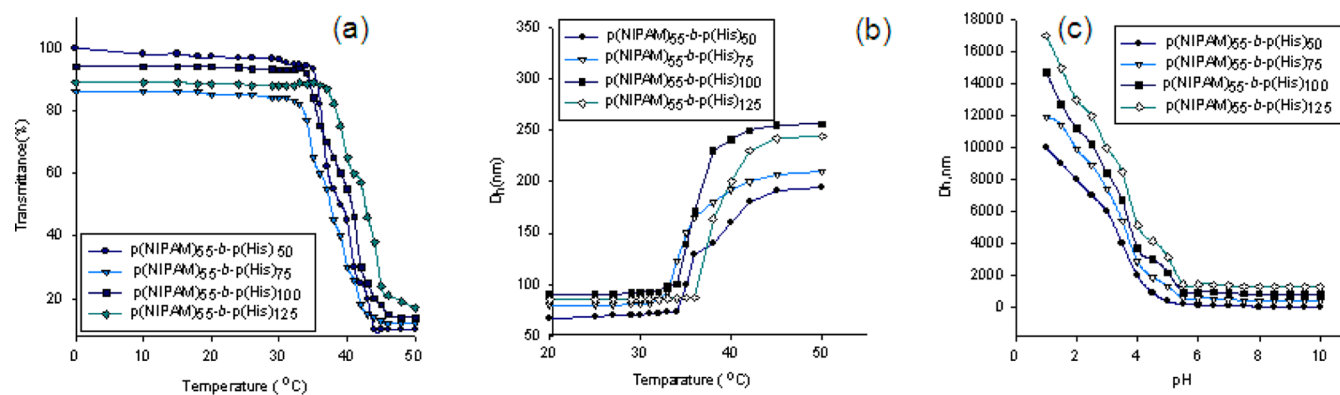 (a)
Transmittance(%)
100
80
60
40
20
p(NIPAM)55-b-p(His) 50
p(NIPAM)55-b-p(His)75
p(NIPAM)55-b-p(His)100
p(NIPAM)55-b-p(His)125
0 10 20 30 40 50
Temperature ( °C)
(b)
Dh(nm)
350
300
250
200
150
100
50
p(NIPAM)55-b-p(His)50
p(NIPAM)55-b-p(His)75
p(NIPAM)55-b-p(His)100
p(NIPAM)55-b-p(His)125
20 30 40 50
Temparature ( °C)
(c)
Dh,nm
18000
16000
14000
12000
10000
8000
6000
4000
2000
0
p(NIPAM)55-b-p(His)50
p(NIPAM)55-b-p(His)75
p(NIPAM)55-b-p(His)100
p(NIPAM)55-b-p(His)125
0 2 4 6 8 10
pH